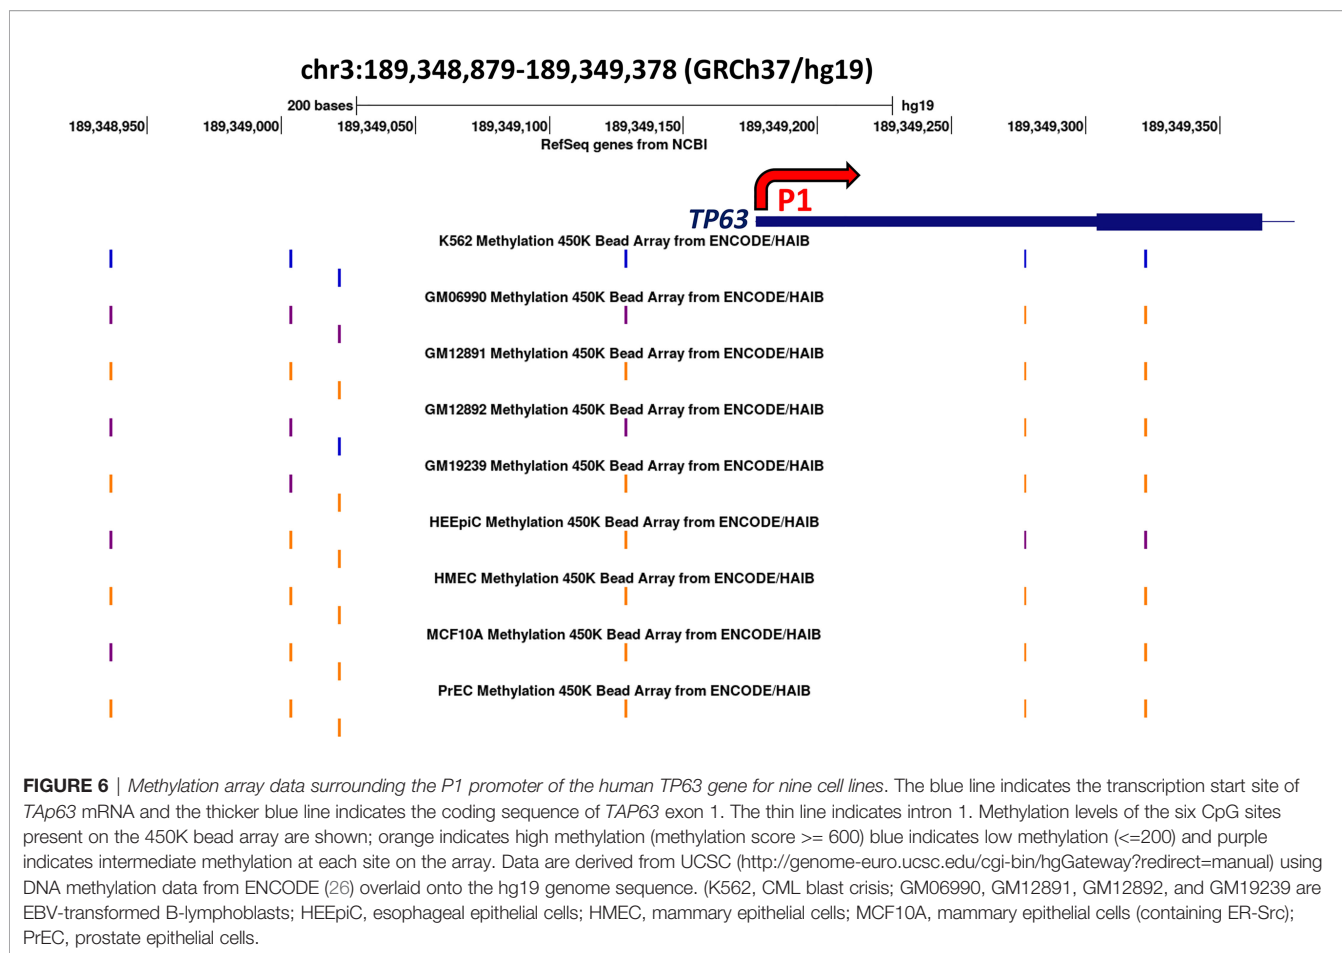 chr3:189,348,879-189,349,378 (GRCh37/hg19)
200 bases hg19
189,348,950 189,349,000 189,349,050 189,349,100 189,349,150 189,349,200 189,349,250 189,349,300 189,349,350
RefSeq genes from NCBI
P1
TP63
K562 Methylation 450K Bead Array from ENCODE/HAIB
GM06990 Methylation 450K Bead Array from ENCODE/HAIB
GM12891 Methylation 450K Bead Array from ENCODE/HAIB
GM12892 Methylation 450K Bead Array from ENCODE/HAIB
GM19239 Methylation 450K Bead Array from ENCODE/HAIB
HEEpiC Methylation 450K Bead Array from ENCODE/HAIB
HMEC Methylation 450K Bead Array from ENCODE/HAIB
MCF10A Methylation 450K Bead Array from ENCODE/HAIB
PrEC Methylation 450K Bead Array from ENCODE/HAIB
FIGURE 6 | Methylation array data surrounding the P1 promoter of the human TP63 gene for nine cell lines. The blue line indicates the transcription start site of
TAp63 mRNA and the thicker blue line indicates the coding sequence of TAP63 exon 1. The thin line indicates intron 1. Methylation levels of the six CpG sites
present on the 450K bead array are shown; orange indicates high methylation (methylation score >= 600) blue indicates low methylation (<=200) and purple
indicates intermediate methylation at each site on the array. Data are derived from UCSC (http://genome-euro.ucsc.edu/cgi-bin/hgGateway?redirect=manual) using
DNA methylation data from ENCODE (26) overlaid onto the hg19 genome sequence. (K562, CML blast crisis; GM06990, GM12891, GM12892, and GM19239 are
EBV-transformed B-lymphoblasts; HEEpiC, esophageal epithelial cells; HMEC, mammary epithelial cells; MCF10A, mammary epithelial cells (containing ER-Src);
PrEC, prostate epithelial cells.